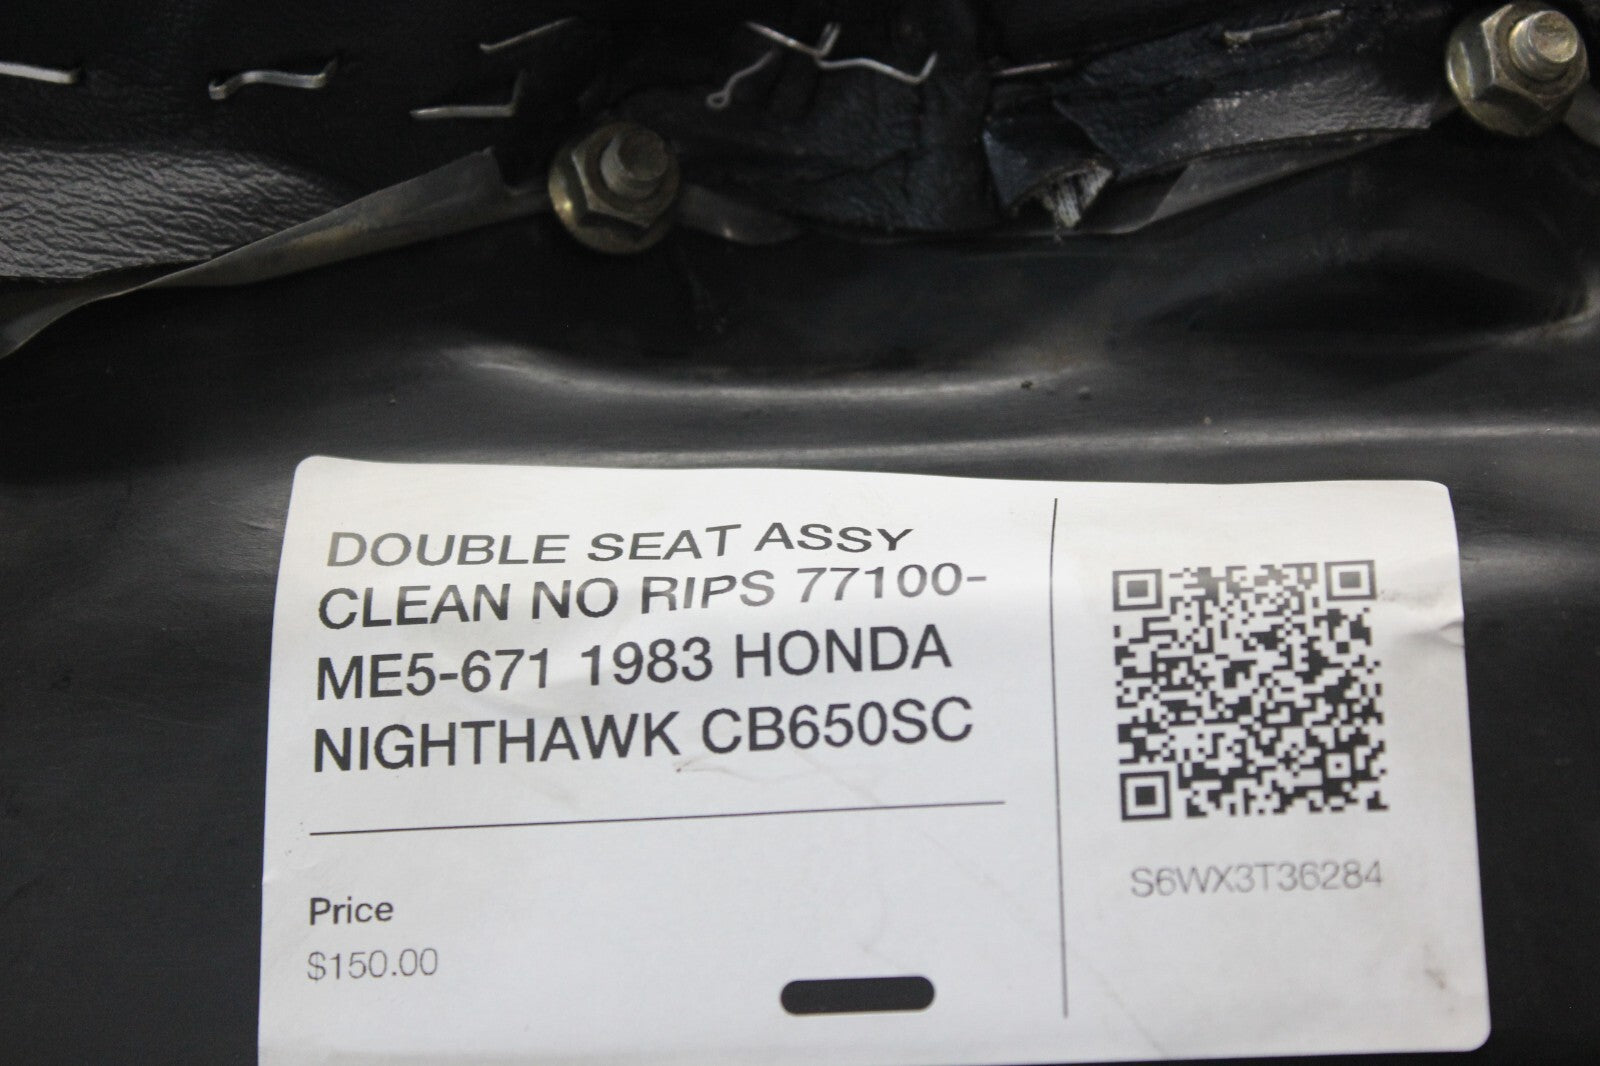 DOUBLE SEAT ASSY
CLEAN NO RIPS 77100-
ME5-671 1983 HONDA
NIGHTHAWK CB650SC
Price
$150.00
S6WX3T36284